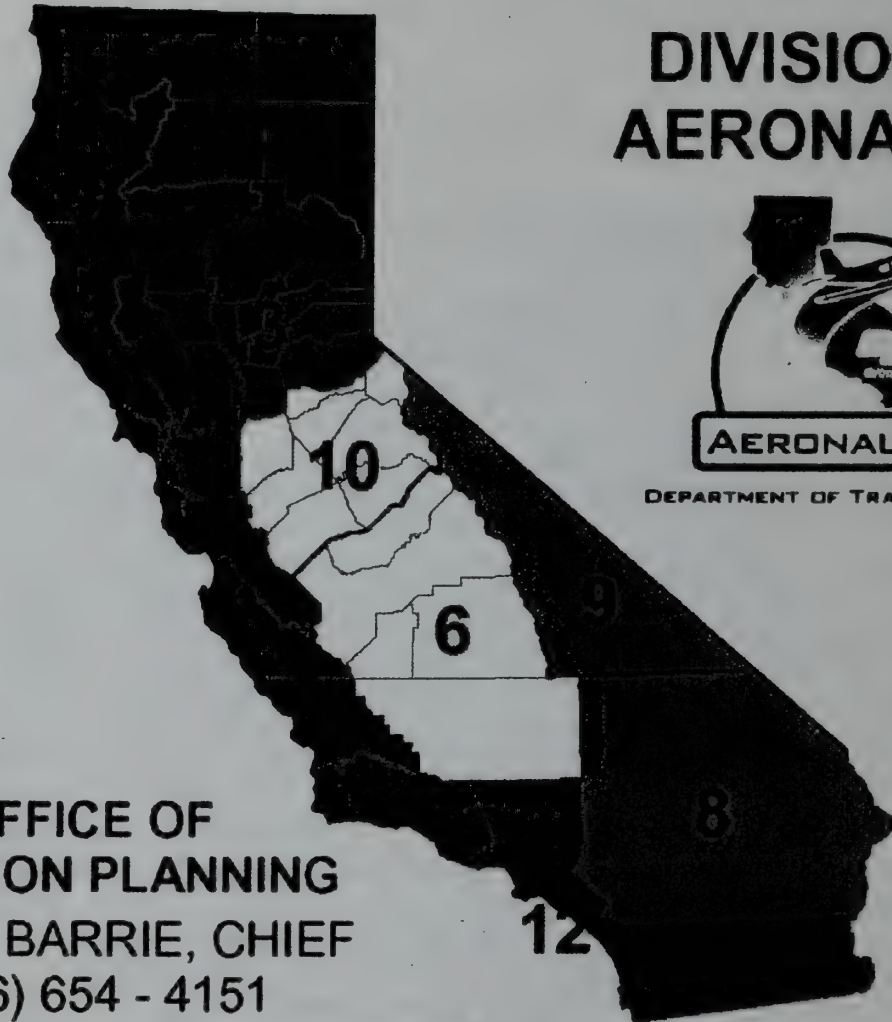 DIVISIO
AERONA
AERONAU
DEPARTMENT OF TRA
10
9
6
8
FFICE OF
ON PLANNING
BARRIE, CHIEF
6) 654 - 4151
12